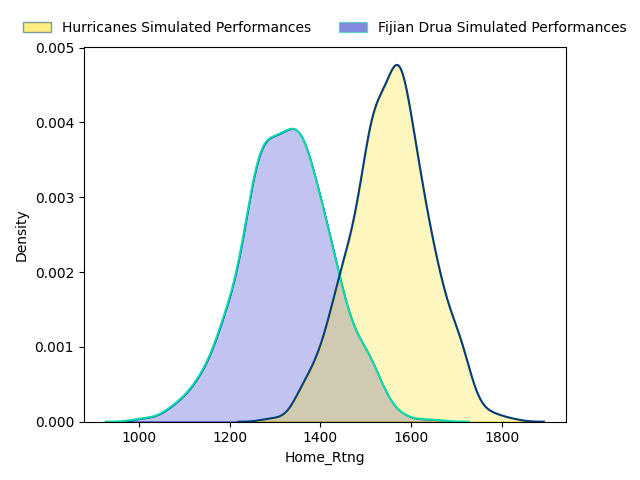 Hurricanes Simulated Performances Fijian Drua Simulated Performances
0.005
0.004
0.003
0.002
0.001
0.000
Density
1000 1200 1400 1600 1800
Home_Rtng